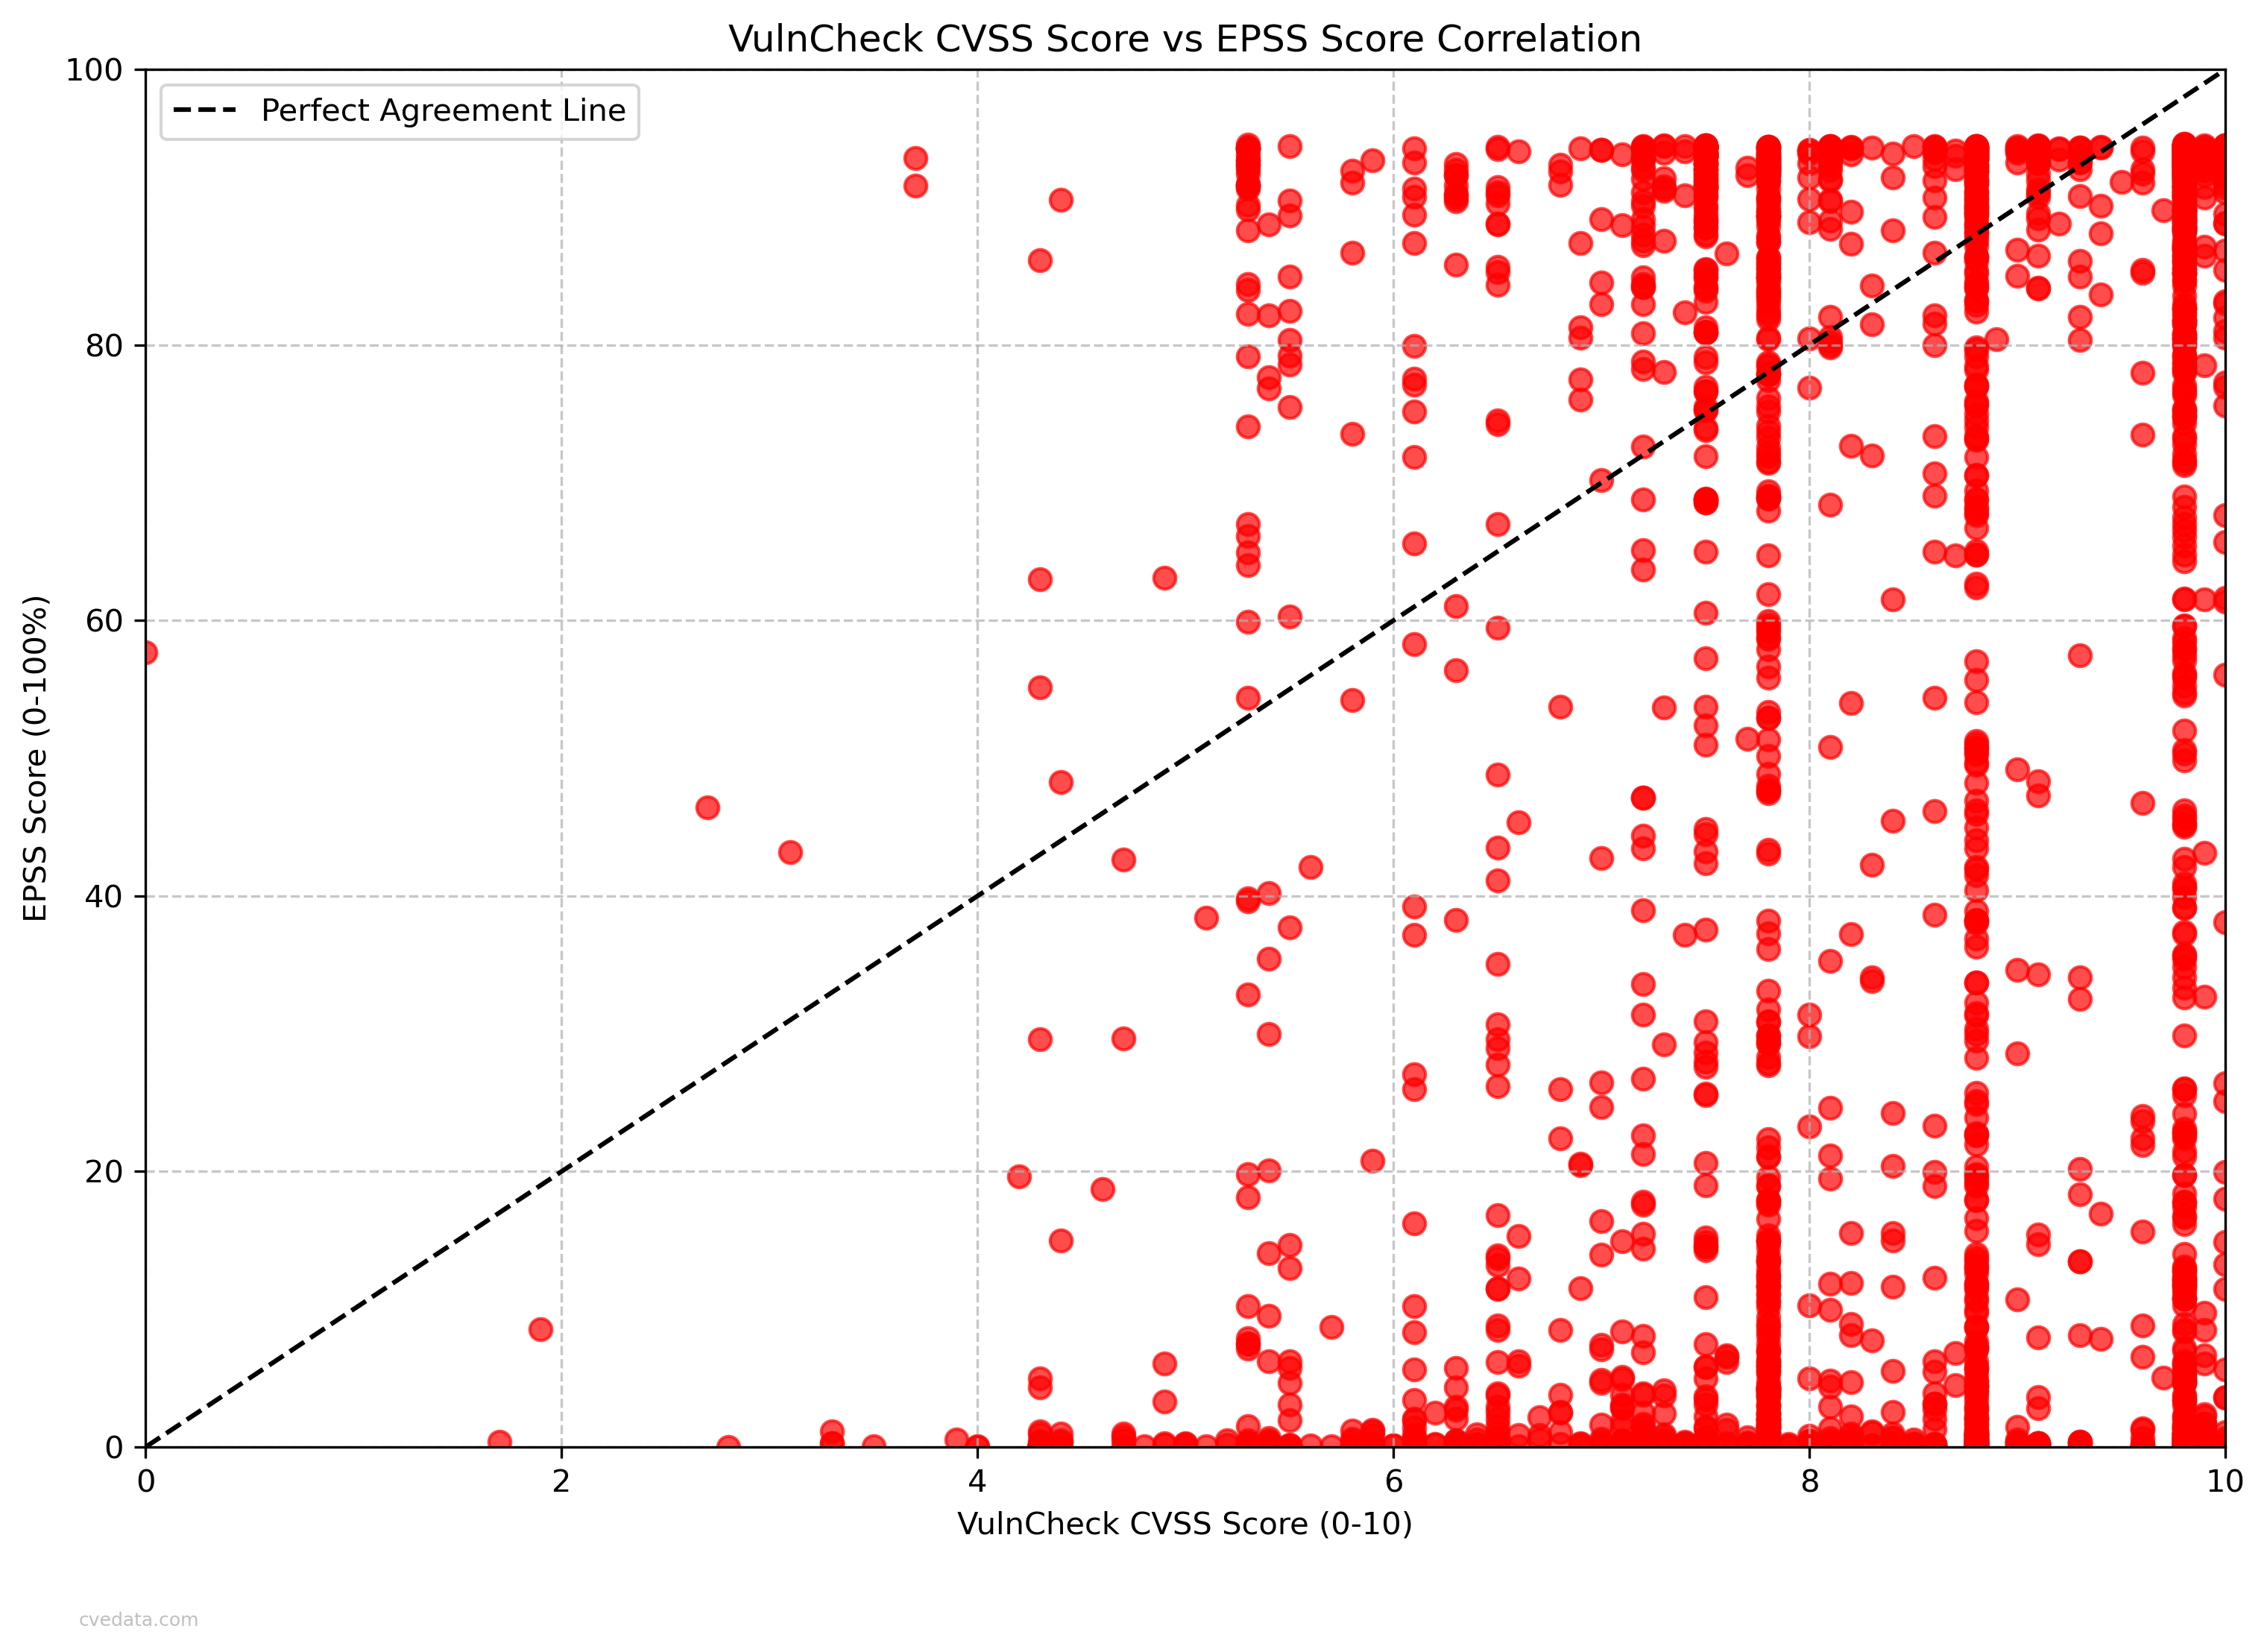 VulnCheck CVSS Score vs EPSS Score Correlation
Perfect Agreement Line
100
80
60
40
20
0
EPSS Score (0-100%)
0 2 4 6 8 10
VulnCheck CVSS Score (0-10)
cvedata.com